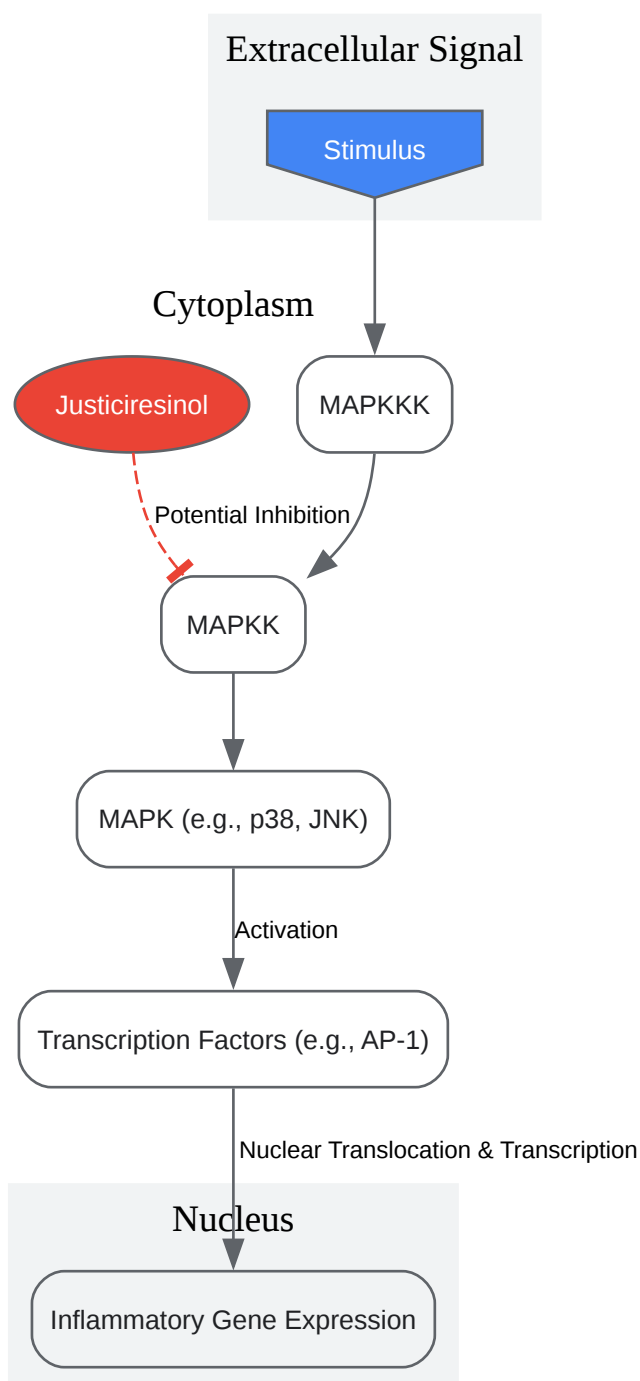 Extracellular Signal
Stimulus
Cytoplasm
Justiciresinol
MAPKKK
Potential Inhibition
MAPKK
MAPK (e.g., p38, JNK)
Activation
Transcription Factors (e.g., AP-1)
Nuclear Translocation & Transcription
Nucleus
Inflammatory Gene Expression